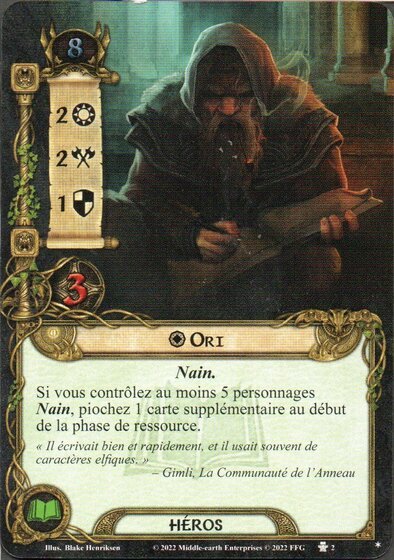 8
2
2
1
3
Ori
Nain.
Si vous contrôlez au moins 5 personnages
Nain, piochez 1 carte supplémentaire au début
de la phase de ressource.
« Il écrivait bien et rapidement, et il usait souvent de
caractères elfiques. »
– Gimli, La Communauté de l'Anneau
HÉROS
Illus. Blake Henriksen © 2022 Middle-earth Enterprises © 2022 FFG 2